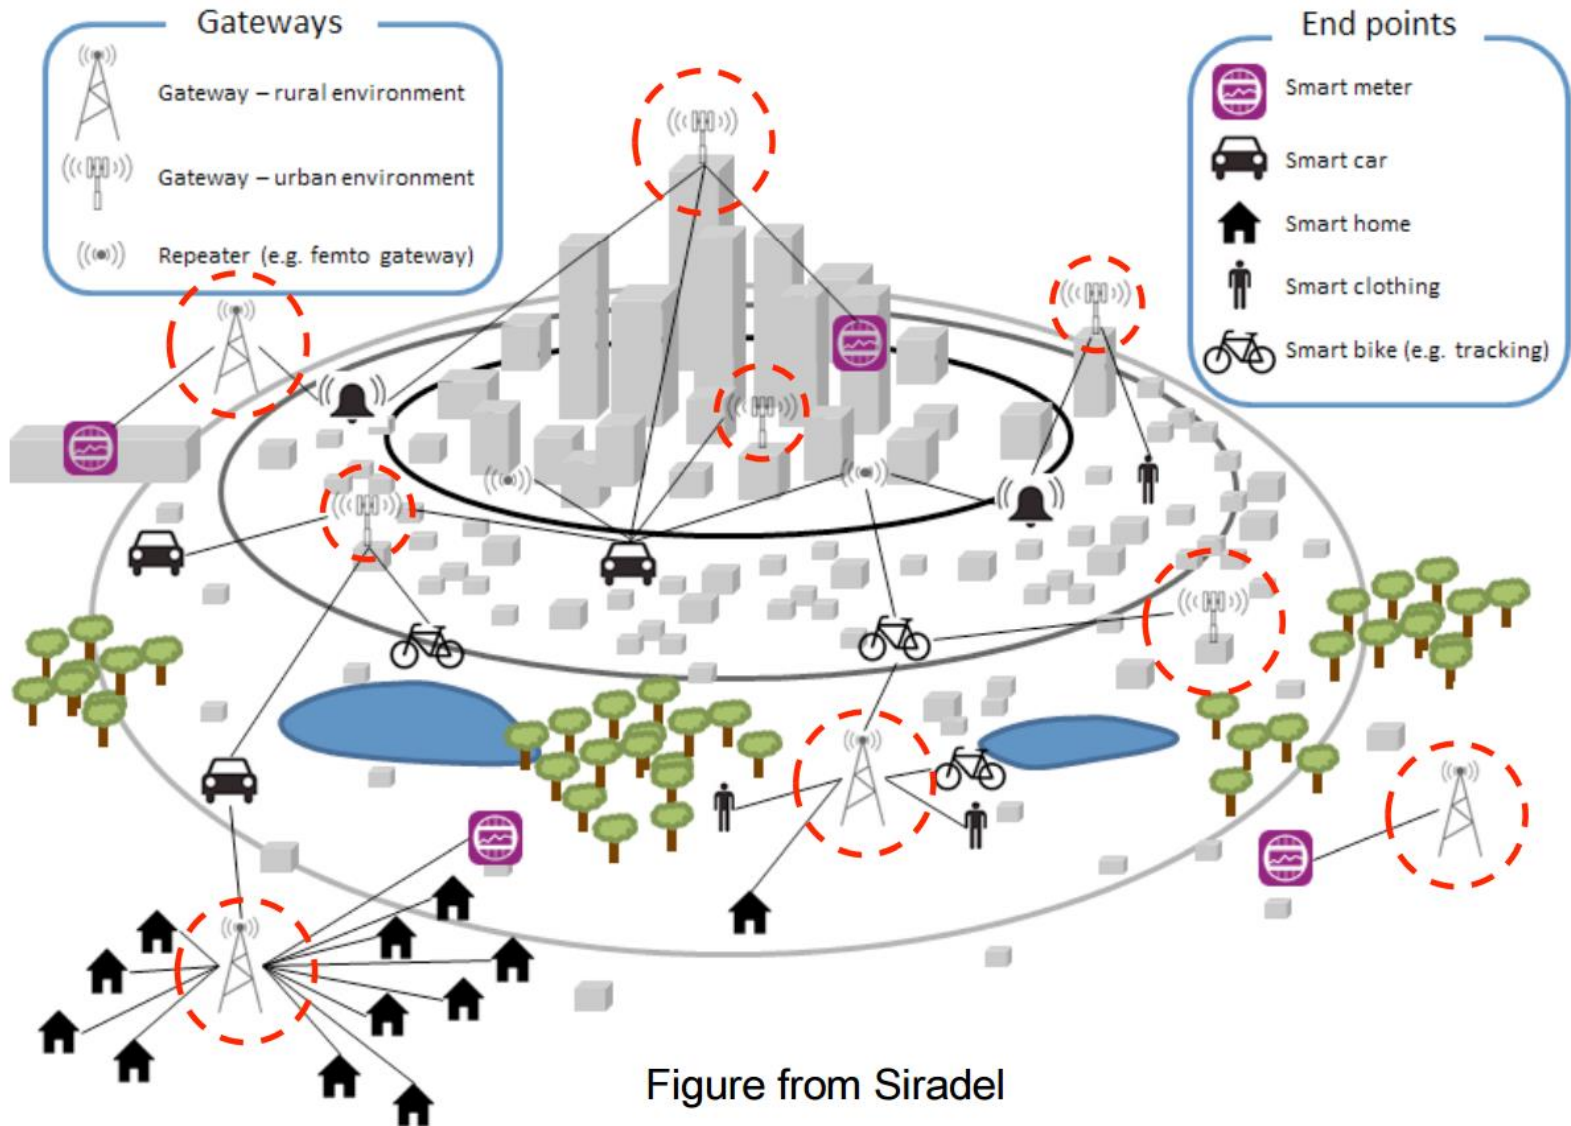 Gateways
Gateway – rural environment
Gateway – urban environment
Repeater (e.g. femto gateway)
End points
Smart meter
Smart car
Smart home
Smart clothing
Smart bike (e.g. tracking)
Figure from Siradel